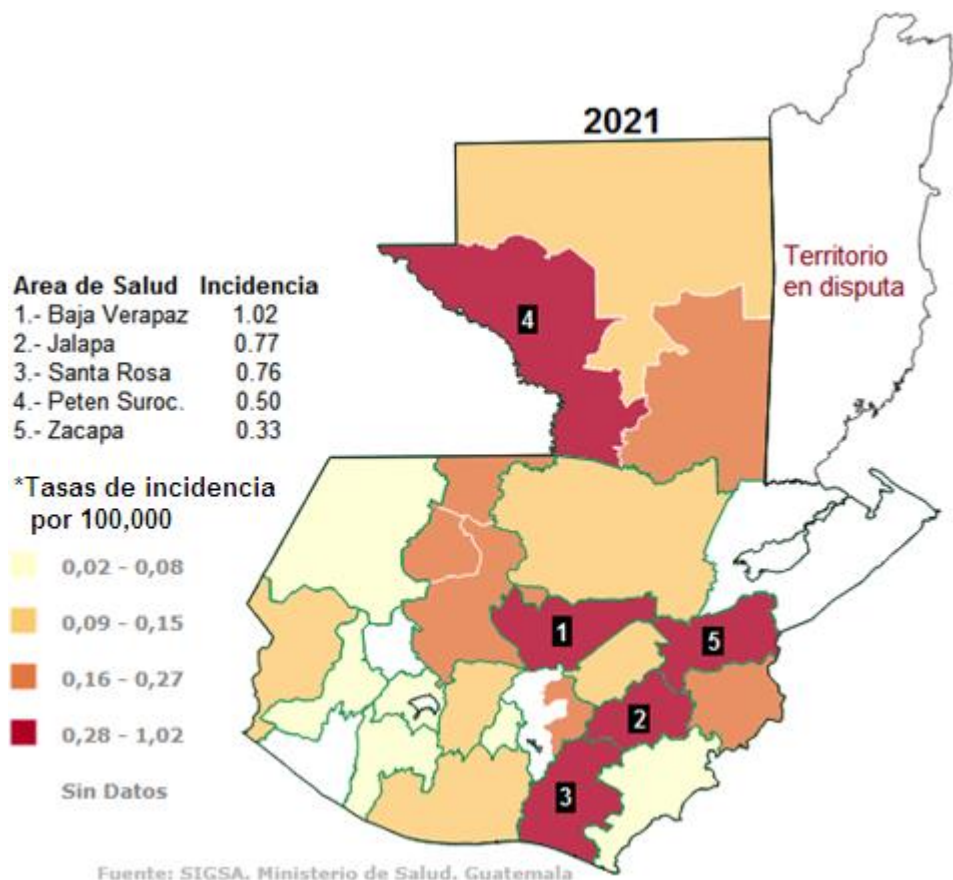 2021
Territorio
en disputa
Area de Salud Incidencia
1.- Baja Verapaz 1.02
2.- Jalapa 0.77
3.- Santa Rosa 0.76
4.- Peten Suroc. 0.50
5.- Zacapa 0.33
*Tasas de incidencia
por 100,000
0,02 - 0,08
0,09 - 0,15
0,16 - 0,27
0,28 - 1,02
Sin Datos
4
1
5
2
3
Fuente: SIGSA. Ministerio de Salud. Guatemala